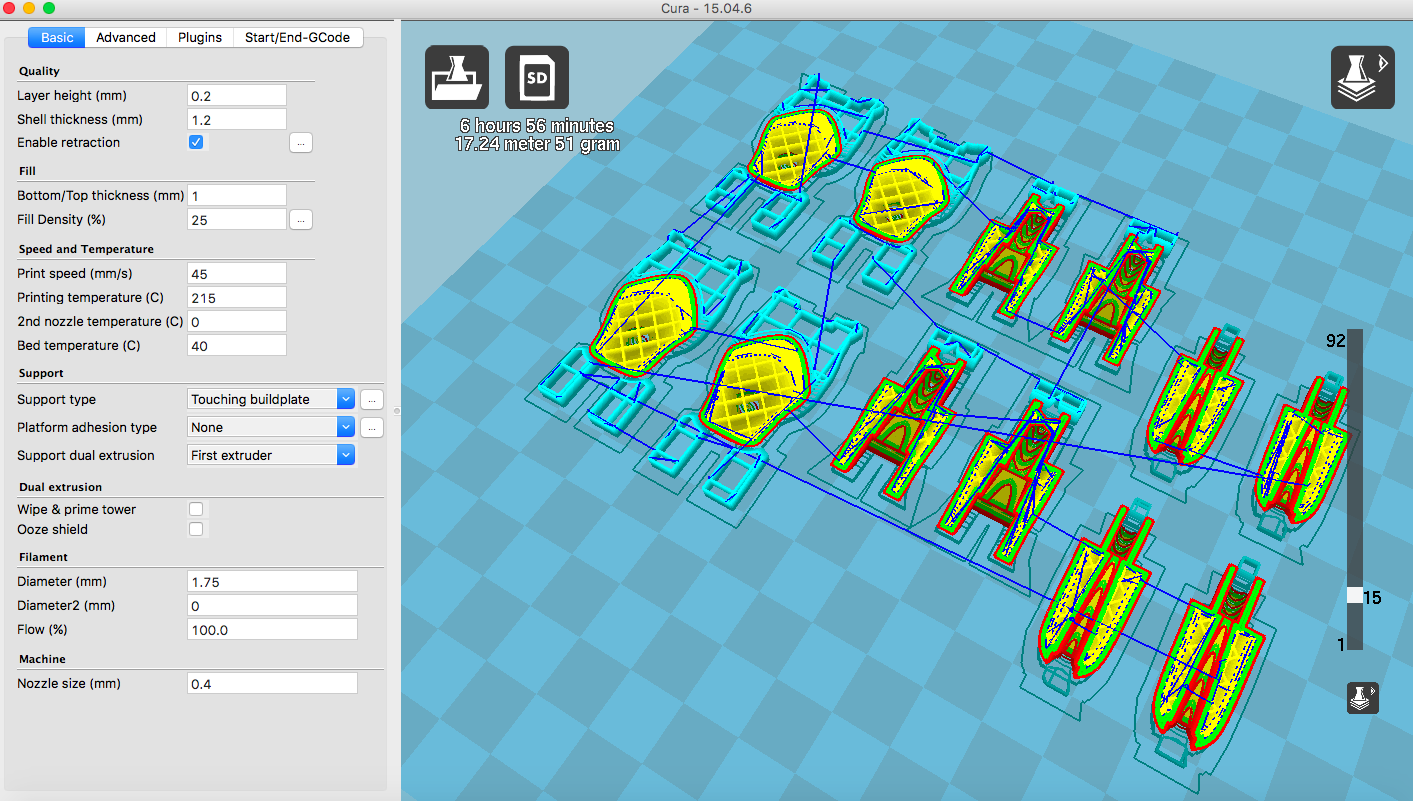 Cura - 15.04.6
Basic Advanced Plugins Start/End-GCode
Quality
Layer height (mm) 0.2
Shell thickness (mm) 1.2
Enable retraction ...
Fill
Bottom/Top thickness (mm) 1
Fill Density (%) 25 ...
Speed and Temperature
Print speed (mm/s) 45
Printing temperature (C) 215
2nd nozzle temperature (C) 0
Bed temperature (C) 40
Support
Support type Touching buildplate ...
Platform adhesion type None ...
Support dual extrusion First extruder
Dual extrusion
Wipe & prime tower
Ooze shield
Filament
Diameter (mm) 1.75
Diameter2 (mm) 0
Flow (%) 100.0
Machine
Nozzle size (mm) 0.4
SD
6 hours 56 minutes
17.24 meter 51 gram
92
15
1